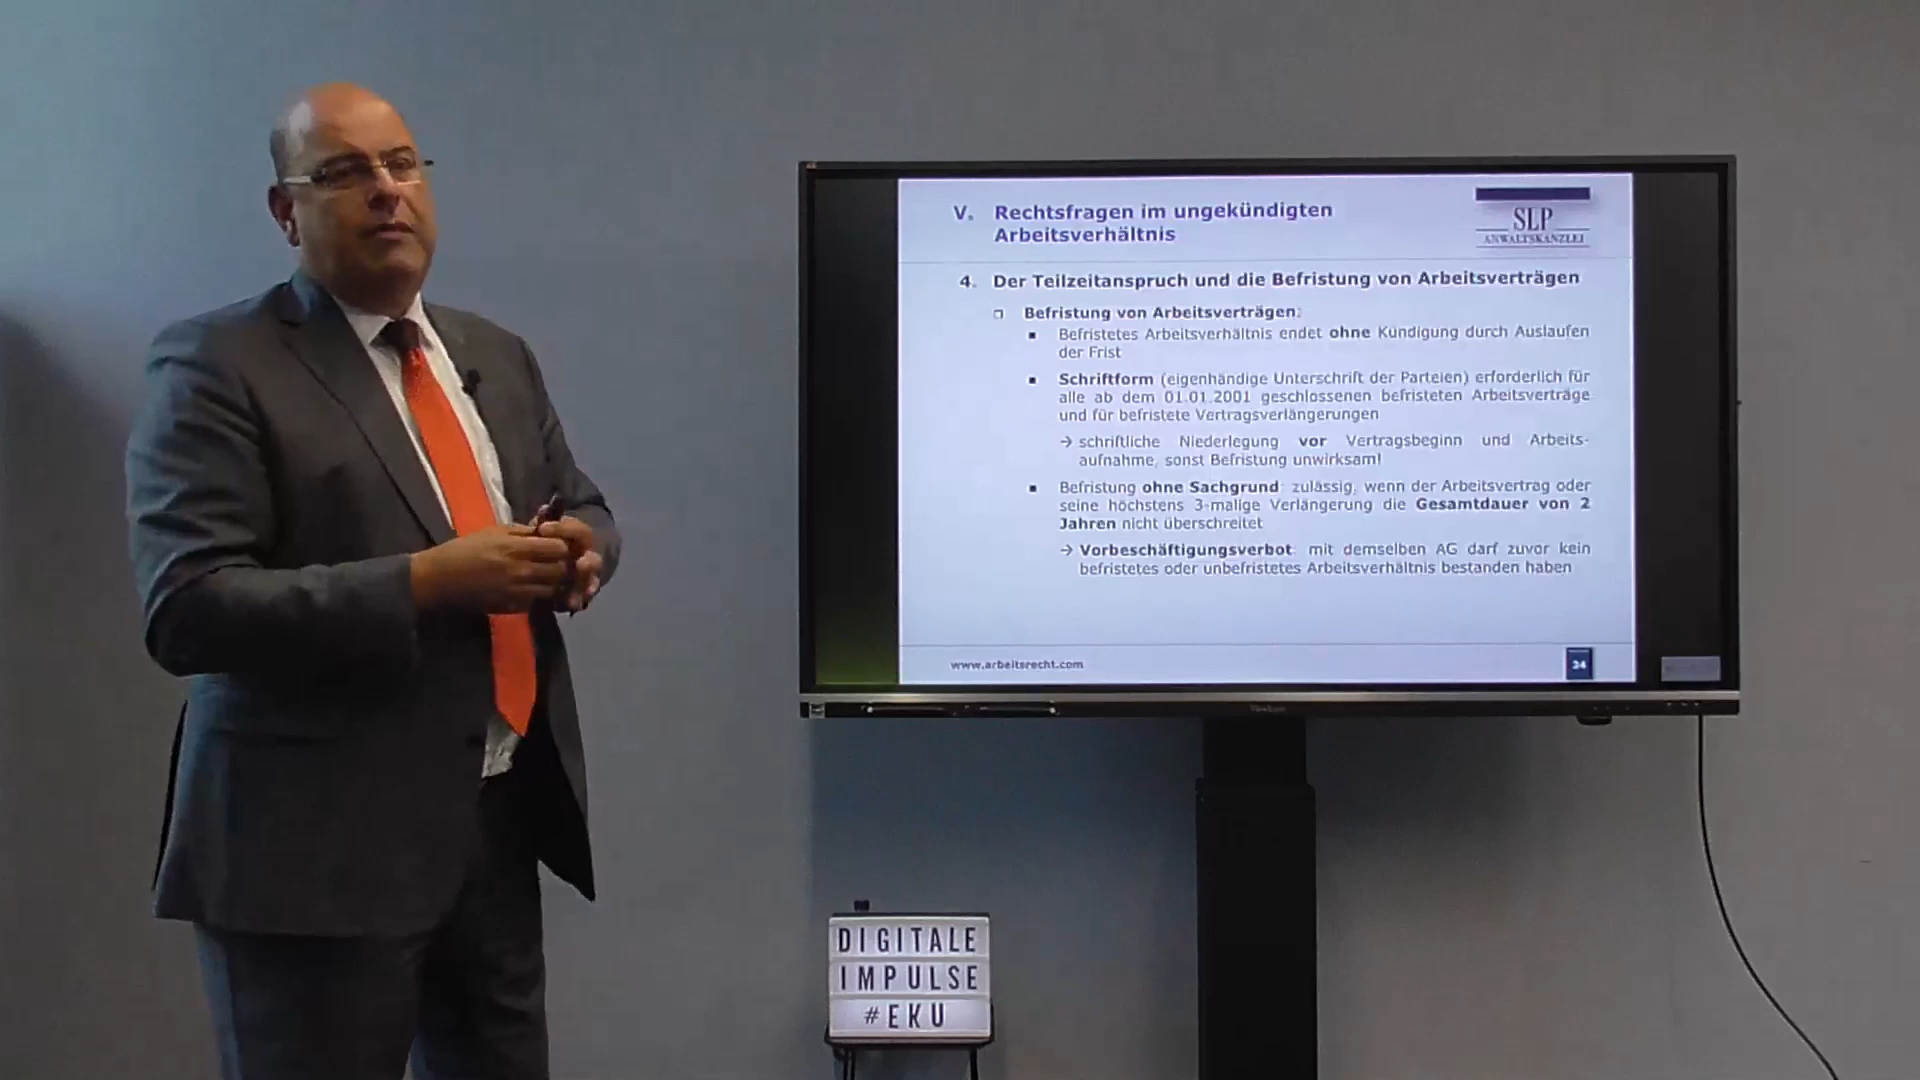 V. Rechtsfragen im ungekündigten
Arbeitsverhältnis
SLP
ANWALTSKANZLEI
4. Der Teilzeitanspruch und die Befristung von Arbeitsverträgen
Befristung von Arbeitsverträgen:
Befristetes Arbeitsverhältnis endet ohne Kündigung durch Auslaufen
der Frist
Schriftform (eigenhändige Unterschrift der Parteien) erforderlich für
alle ab dem 01.01.2001 geschlossenen befristeten Arbeitsverträge
und für befristete Vertragsverlängerungen
→ schriftliche Niederlegung vor Vertragsbeginn und Arbeits-
aufnahme, sonst Befristung unwirksam!
Befristung ohne Sachgrund: zulässig, wenn der Arbeitsvertrag oder
seine höchstens 3-malige Verlängerung die Gesamtdauer von 2
Jahren nicht überschreitet
→ Vorbeschäftigungsverbot: mit demselben AG darf zuvor kein
befristetes oder unbefristetes Arbeitsverhältnis bestanden haben
www.arbeitsrecht.com
24
ViewSonic
DIGITALE
IMPULSE
#EKU